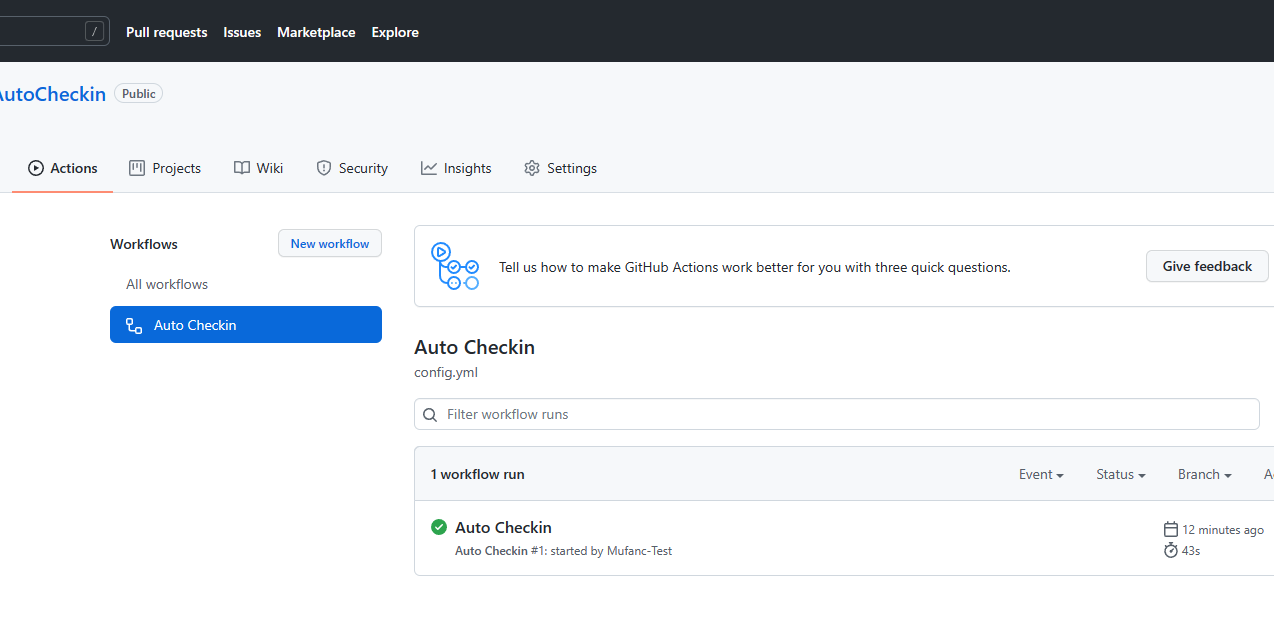 / Pull requests Issues Marketplace Explore
AutoCheckin Public
Actions Projects Wiki Security Insights Settings
Workflows New workflow
All workflows
Auto Checkin
Tell us how to make GitHub Actions work better for you with three quick questions. Give feedback
Auto Checkin
config.yml
Filter workflow runs
1 workflow run Event Status Branch
Auto Checkin 12 minutes ago
Auto Checkin #1: started by Mufanc-Test 43s